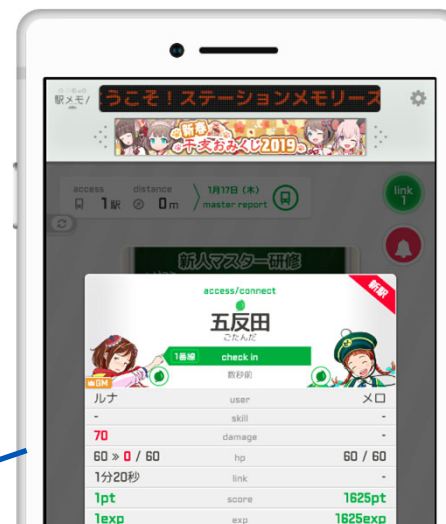 駅メモ!
うこそ!ステーションメモリーズ
新春
干支おみくじ2019
access distance 1月17日 (木)
1駅 0m master report
link
1
新人マスター研修
新駅
access/connect
五反田
ごたんだ
1番線 check in
数秒前
GM
ルナ user メロ
- skill -
70 damage -
60 » 0 / 60 hp 60 / 60
1分20秒 link -
1pt score 1625pt
1exp exp 1625exp